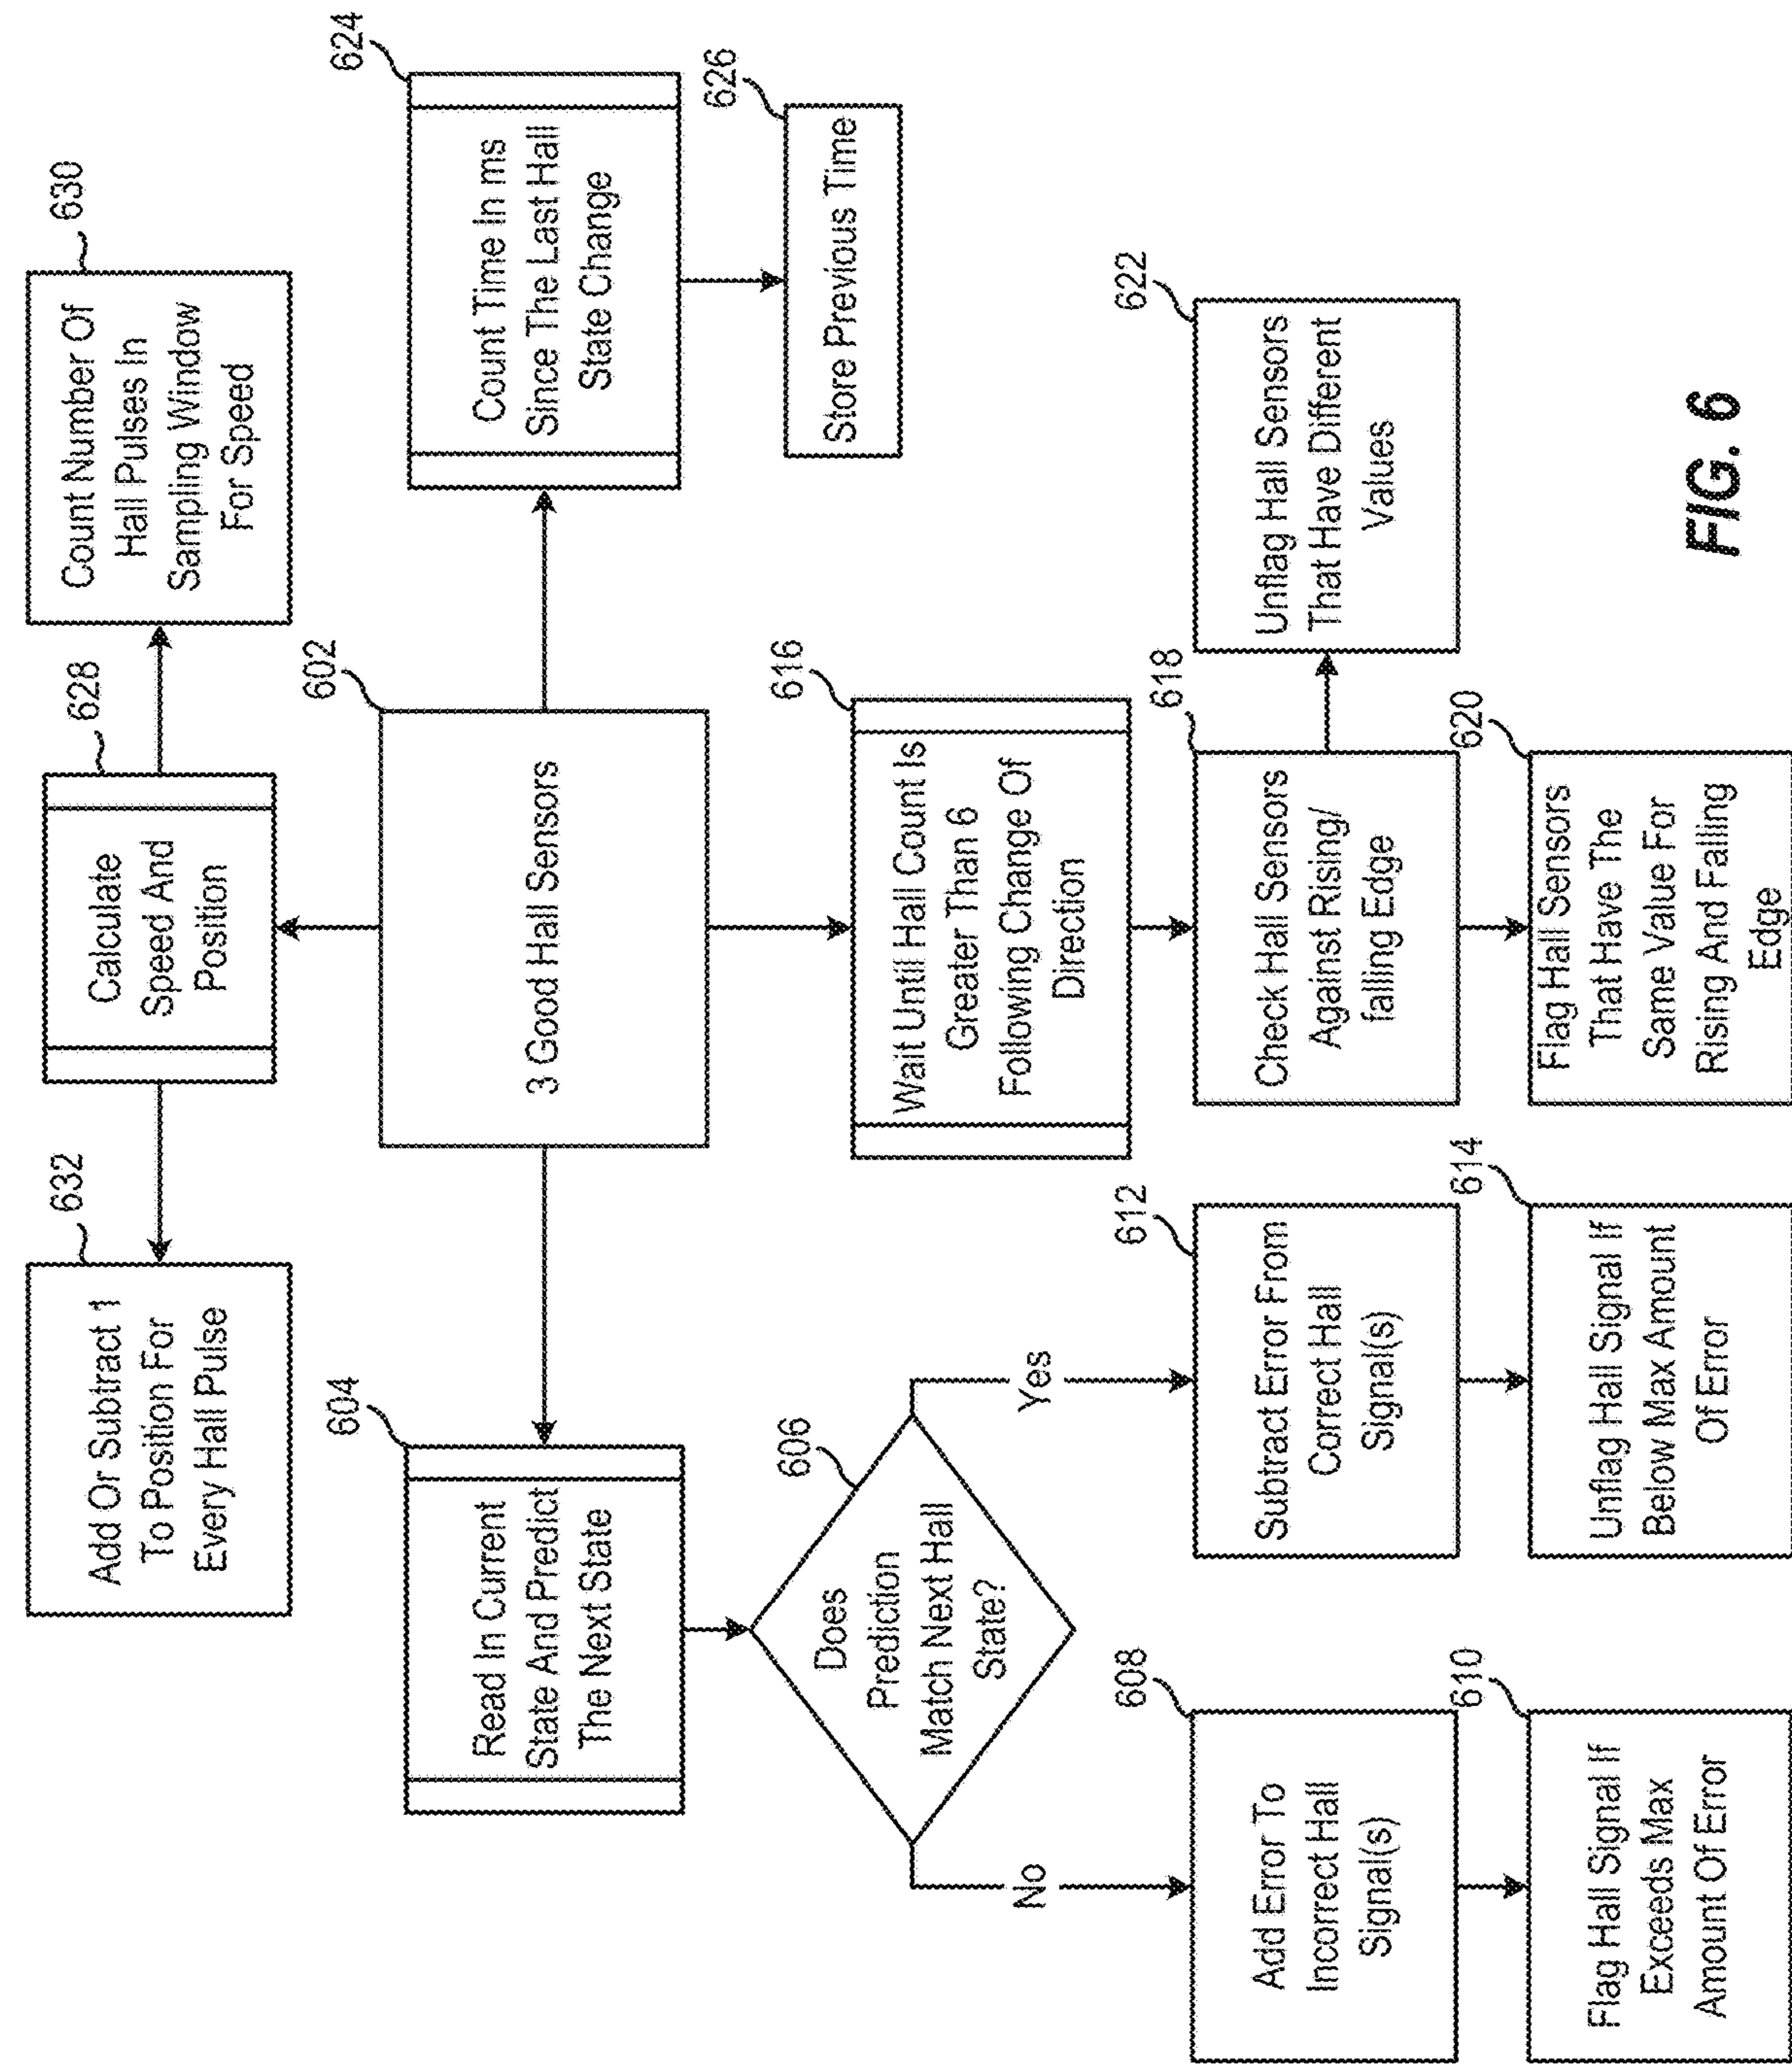 632
Add Or Subtract 1
To Position For
Every Hall Pulse
628
Calculate
Speed And
Position
630
Count Number Of
Hall Pulses In
Sampling Window
For Speed
604
Read In Current
State And Predict
The Next State
602
3 Good Hall Sensors
624
Count Time In ms
Since The Last Hall
State Change
626
Store Previous Time
606
Does
Prediction
Match Next Hall
State?
No
Yes
616
Wait Until Hall Count Is
Greater Than 6
Following Change Of
Direction
608
Add Error To
Incorrect Hall
Signal(s)
612
Subtract Error From
Correct Hall
Signal(s)
618
Check Hall Sensors
Against Rising/
falling Edge
622
Unflag Hall Sensors
That Have Different
Values
610
Flag Hall Signal If
Exceeds Max
Amount Of Error
614
Unflag Hall Signal If
Below Max Amount
Of Error
620
Flag Hall Sensors
That Have The
Same Value For
Rising And Falling
Edge
FIG. 6